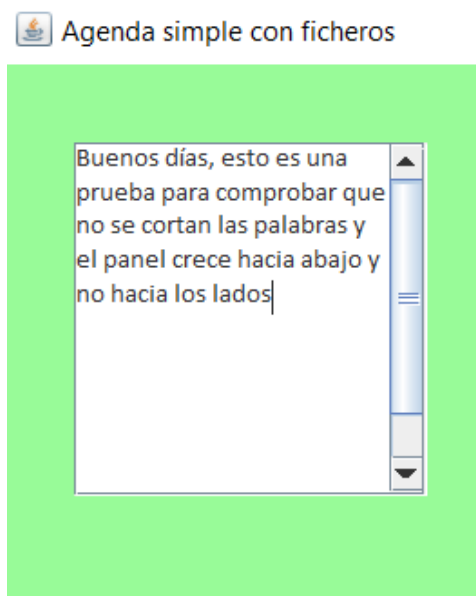 Agenda simple con ficheros
Buenos días, esto es una
prueba para comprobar que
no se cortan las palabras y
el panel crece hacia abajo y
no hacia los lados